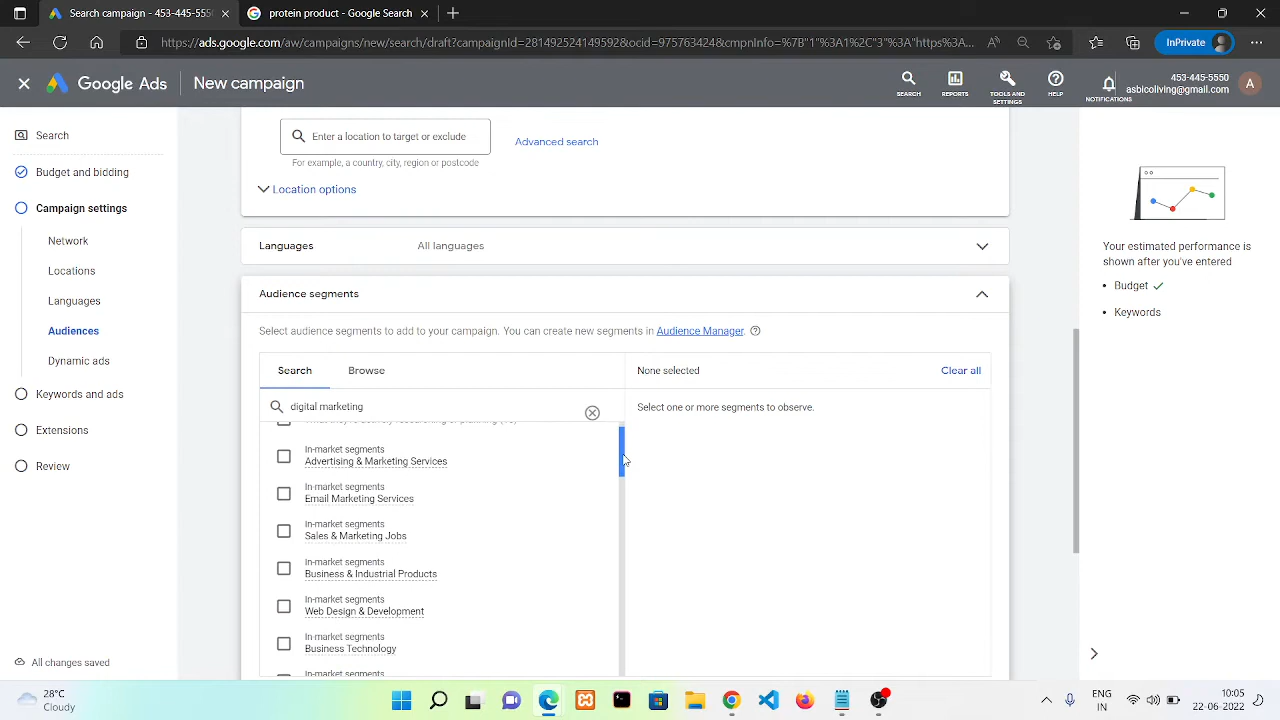 Search campaign - 453-445-555
protein product - Google Search
https://ads.google.com/aw/campaigns/new/search/draft?campaignId=281492524149592&ocid=9757634248&cmpnInfo=%7B"1"%3A1%2C"3"%3A"https%3A...
InPrivate
Google Ads
New campaign
SEARCH
REPORTS
TOOLS AND SETTINGS
HELP
NOTIFICATIONS
453-445-5550
asbicoliving@gmail.com
A
Search
Budget and bidding
Campaign settings
Network
Locations
Languages
Audiences
Dynamic ads
Keywords and ads
Extensions
Review
All changes saved
Enter a location to target or exclude
Advanced search
For example, a country, city, region or postcode
Location options
Languages
All languages
Audience segments
Select audience segments to add to your campaign. You can create new segments in Audience Manager.
Search
Browse
None selected
Clear all
digital marketing
Select one or more segments to observe.
In-market segments
Advertising & Marketing Services
In-market segments
Email Marketing Services
In-market segments
Sales & Marketing Jobs
In-market segments
Business & Industrial Products
In-market segments
Web Design & Development
In-market segments
Business Technology
In-market segments
Your estimated performance is
shown after you've entered
• Budget
• Keywords
28°C
Cloudy
ENG
IN
10:05
22-06-2022